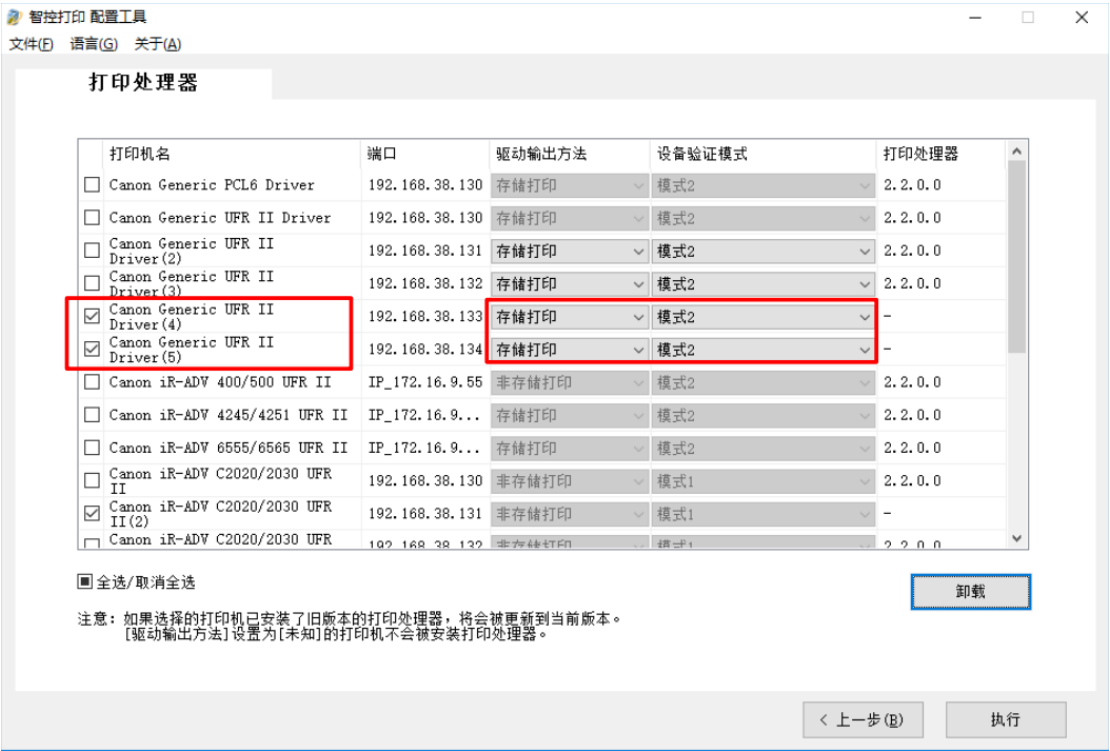 智控打印 配置工具
文件(F) 语言(G) 关于(A)
打印处理器
打印机名 端口 驱动输出方法 设备验证模式 打印处理器
Canon Generic PCL6 Driver 192.168.38.130 存储打印 模式2 2.2.0.0
Canon Generic UFR II Driver 192.168.38.130 存储打印 模式2 2.2.0.0
Canon Generic UFR II
Driver(2) 192.168.38.131 存储打印 模式2 2.2.0.0
Canon Generic UFR II
Driver(3) 192.168.38.132 存储打印 模式2 2.2.0.0
Canon Generic UFR II
Driver(4) 192.168.38.133 存储打印 模式2 -
Canon Generic UFR II
Driver(5) 192.168.38.134 存储打印 模式2 -
Canon iR-ADV 400/500 UFR II IP_172.16.9.55 非存储打印 模式2 2.2.0.0
Canon iR-ADV 4245/4251 UFR II IP_172.16.9... 存储打印 模式2 2.2.0.0
Canon iR-ADV 6555/6565 UFR II IP_172.16.9... 存储打印 模式2 2.2.0.0
Canon iR-ADV C2020/2030 UFR
II 192.168.38.130 非存储打印 模式1 2.2.0.0
Canon iR-ADV C2020/2030 UFR
II(2) 192.168.38.131 非存储打印 模式1 -
Canon iR-ADV C2020/2030 UFR 192.168.38.132 非存储打印 模式1 2.2.0.0
全选/取消全选
卸载
注意：如果选择的打印机已安装了旧版本的打印处理器，将会被更新到当前版本。
[驱动输出方法]设置为[未知]的打印机不会被安装打印处理器。
< 上一步(B) 执行